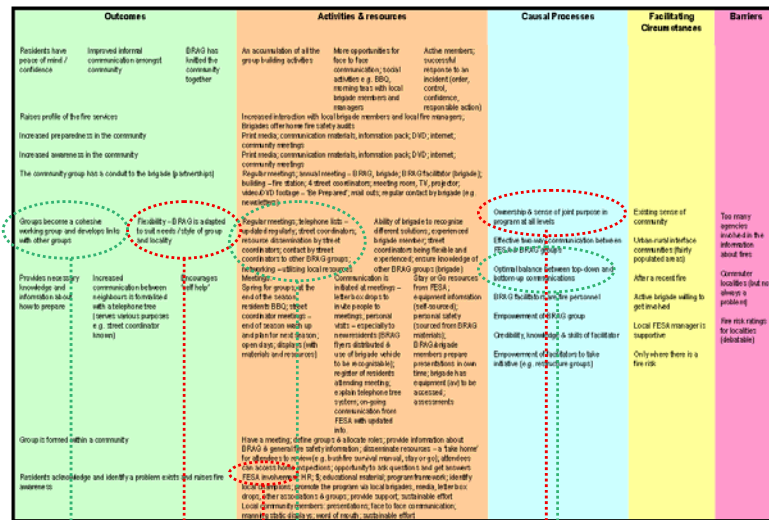 Outcomes
Activities & resources
Causal Processes
Facilitating
Circumstances
Barriers
Residents have
peace of mind /
confidence
Improved informal
communication amongst
community
BRAG has
knitted the
community
together
An accumulation of all the
group building activities
More opportunities for
face to face
communication; social
activities e.g. BBQ,
morning teas with local
brigade members and
managers
Active members;
successful
response to an
incident (order,
control,
confidence,
responsible action)
Raises profile of the fire services
Increased interaction with local brigade members and local fire managers;
Brigades offer home fire safety audits
Increased preparedness in the community
Print media; communication materials, information pack; DVD; internet;
community meetings
Increased awareness in the community
Print media; communication materials, information pack; DVD; internet;
community meetings
The community group has a conduit to the brigade (partnerships)
Regular meetings; annual meeting – BRAG, brigade; BRAG facilitator (brigade);
building – fire station; 4 street coordinators; meeting room, TV, projector;
video/DVD footage – 'Be Prepared', mail outs; regular contact by brigade (e.g.
newsletters)
Groups become a cohesive
working group and develops links
with other groups
Flexibility – BRAG is adapted
to suit needs / style of group
and locality
Regular meetings; telephone lists –
updated regularly; street coordinators,
resource dissemination by street
coordinators; contact by street
coordinators to other BRAG groups;
networking – utilising local resources
Ability of brigade to recognise
different solutions; experienced
brigade member; street
coordinators being flexible and
experienced; ensure knowledge of
other BRAG groups (brigade)
Provides necessary
knowledge and
information about
how to prepare
Increased
communication between
neighbours is formalised
with a telephone tree
(serves various purposes
e.g. street coordinator
known)
Encourages
'self help'
Meetings:
Spring for groups at
the end of the season,
residents BBQ; street
coordinator meetings –
end of season wash up
and plan for next season;
open days; displays (with
materials and resources)
Communication is
initiated at meetings –
letter box drops to
invite people to
meetings, personal
visits – especially to
new residents (BRAG
flyers distributed &
use of brigade vehicle
to be recognisable);
register of residents
attending meeting,
explain telephone tree
system; on-going
communication from
FESA with updated
info.
Stay or Go resources
from FESA;
equipment information
(self-sourced);
personal safety
(sourced from BRAG
materials);
BRAG & brigade
members prepare
presentations in own
time; brigade has
equipment (av) to be
accessed;
assessments
Group is formed within a community
Have a meeting; define groups & allocate roles; provide information about
BRAG & general fire safety information; disseminate resources – a 'take home'
for attendees to review (e.g. bushfire survival manual, stay or go); attendees
can access home inspections; opportunity to ask questions and get answers
Residents acknowledge and identify a problem exists and raises fire
awareness
FESA involvement; HR; $; educational material; program framework; identify
local champions; promote the program via local brigades, media, letter box
drops, other associations & groups; provide support, sustainable effort
Local community members: presentations; face to face communication;
manning static displays; word of mouth; sustainable effort
Ownership & sense of joint purpose in
program at all levels
Effective two way communication between
FESA & BRAG groups
Optimal balance between top-down and
bottom-up communications
BRAG facilitators are fire personnel
Empowerment of BRAG group
Credibility, knowledge & skills of facilitator
Empowerment of facilitators to take
initiative (e.g. restructure groups)
Existing sense of
community
Urban-rural interface
communities (fairly
populated areas)
After a recent fire
Active brigade willing to
get involved
Local FESA manager is
supportive
Only where there is a
fire risk
Too many
agencies
involved in the
information
about fires
Commuter
localities (but not
always a
problem)
Fire risk ratings
for localities
(debatable)